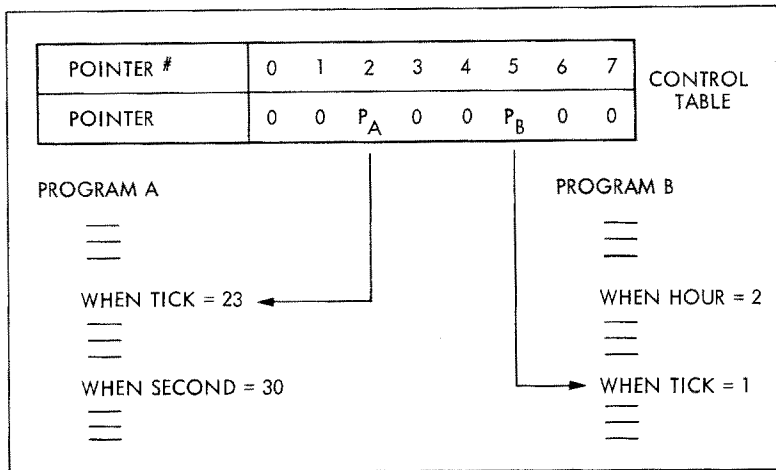 POINTER # 0 1 2 3 4 5 6 7
POINTER 0 0 P_A 0 0 P_B 0 0
CONTROL
TABLE
PROGRAM A
WHEN TICK = 23
WHEN SECOND = 30
PROGRAM B
WHEN HOUR = 2
WHEN TICK = 1